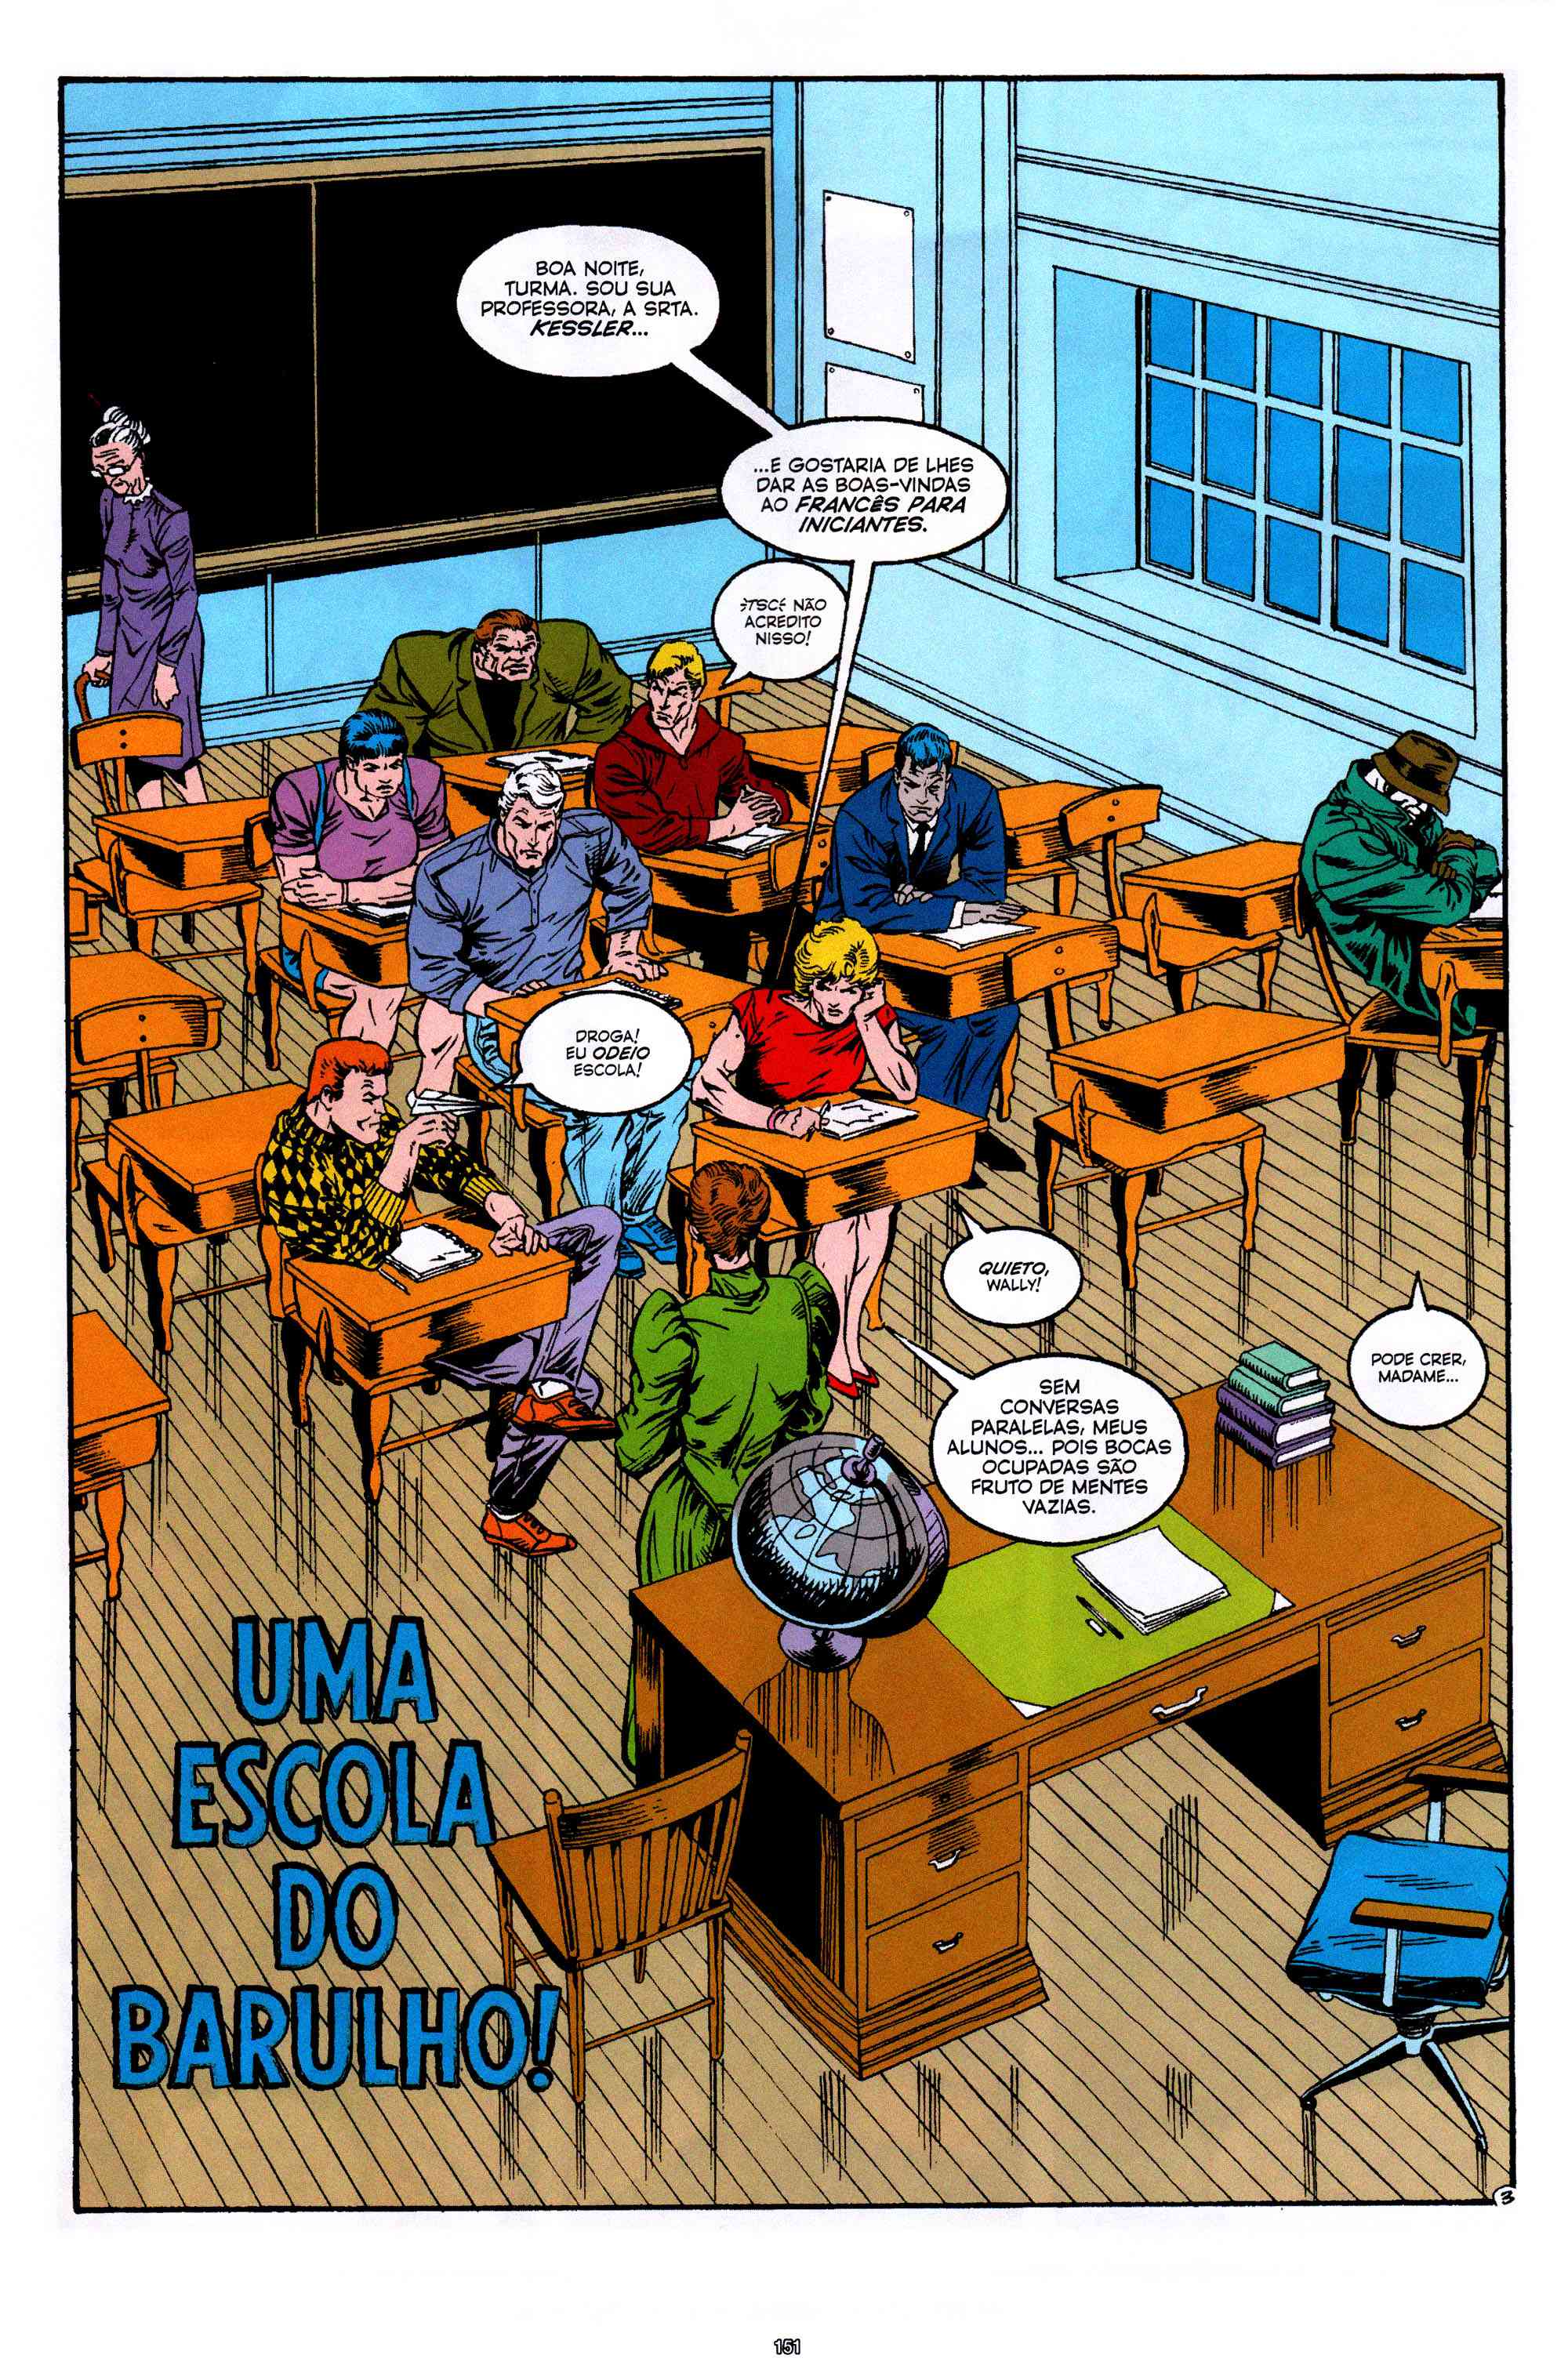 BOA NOITE,
TURMA. SOU SUA
PROFESSORA, A SRTA.
KESSLER...
...E GOSTARIA DE LHES
DAR AS BOAS-VINDAS
AO FRANCÊS PARA
INICIANTES.
TSC NÃO
ACREDITO
NISSO!
DROGA!
EU ODEIO
ESCOLA!
QUIETO,
WALLY!
SEM
CONVERSAS
PARALELAS, MEUS
ALUNOS... POIS BOCAS
OCUPADAS SÃO
FRUTO DE MENTES
VAZIAS.
PODE CRER,
MADAME...
UMA
ESCOLA
DO
BARULHO!
3
151